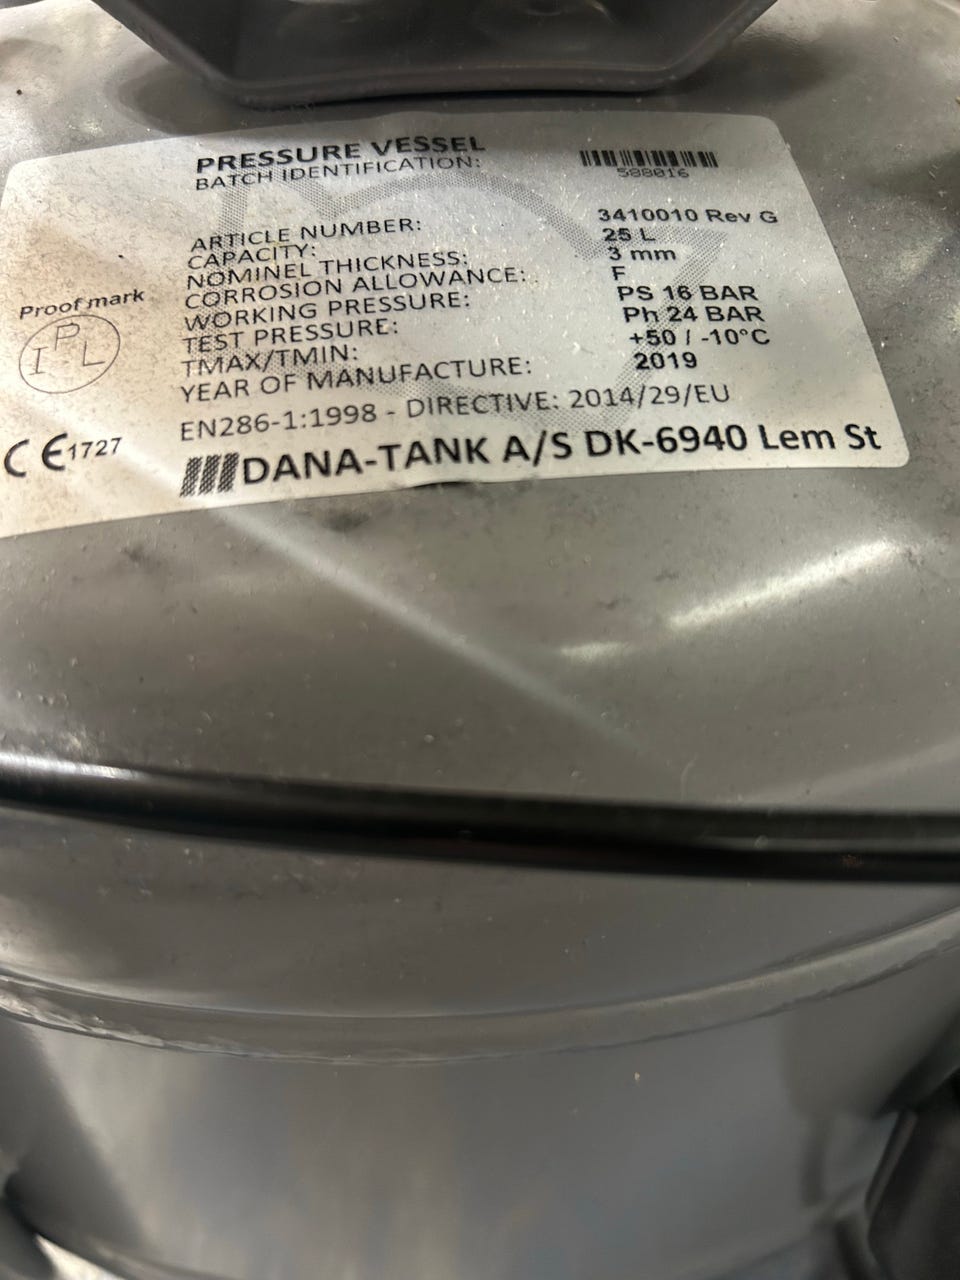 PRESSURE VESSEL
BATCH IDENTIFICATION:
588016
ARTICLE NUMBER: 3410010 Rev G
CAPACITY: 25 L
NOMINEL THICKNESS: 3 mm
CORROSION ALLOWANCE: F
WORKING PRESSURE: PS 16 BAR
TEST PRESSURE: Ph 24 BAR
TMAX/TMIN: +50 / -10°C
YEAR OF MANUFACTURE: 2019
EN286-1:1998 - DIRECTIVE: 2014/29/EU
DANA-TANK A/S DK-6940 Lem St
Proof mark
I P L
CE 1727